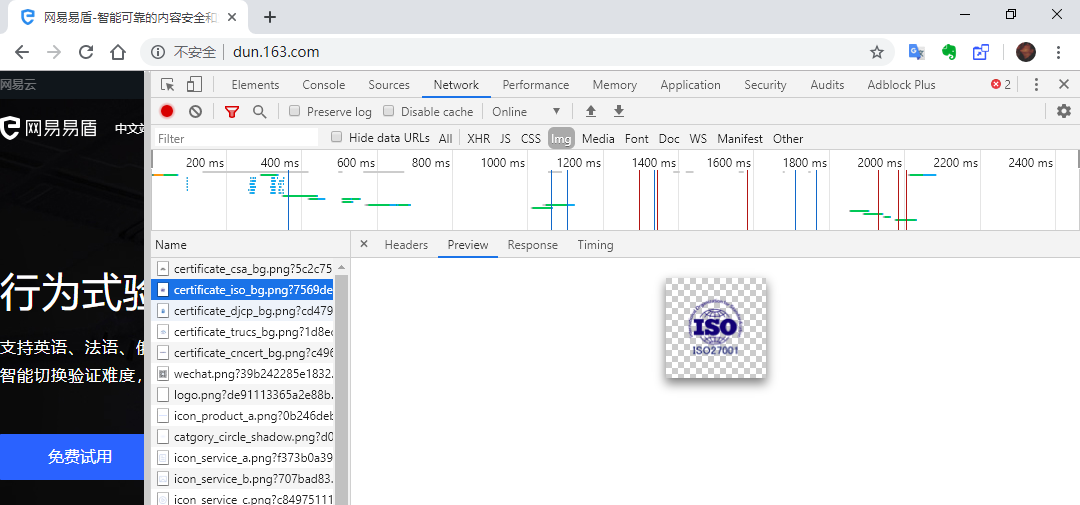 网易易盾-智能可靠的内容安全和
不安全 dun.163.com
网易云
网易易盾
行为式验
支持英语、法语、
智能切换验证难度，
免费试用
Elements Console Sources Network Performance Memory Application Security Audits Adblock Plus 2
Preserve log Disable cache Online
Filter Hide data URLs All XHR JS CSS Img Media Font Doc WS Manifest Other
200 ms 400 ms 600 ms 800 ms 1000 ms 1200 ms 1400 ms 1600 ms 1800 ms 2000 ms 2200 ms 2400 ms
Name
certificate_csa_bg.png?5c2c75
certificate_iso_bg.png?7569de
certificate_djcp_bg.png?cd479
certificate_trucs_bg.png?1d8ec
certificate_cncert_bg.png?c496
wechat.png?39b242285e1832.
logo.png?de91113365a2e88b.
icon_product_a.png?0b246deb
catgory_circle_shadow.png?d0
icon_service_a.png?f373b0a39
icon_service_b.png?707bad83.
icon_service_c.png?c84975111
Headers Preview Response Timing
ISO
ISO27001